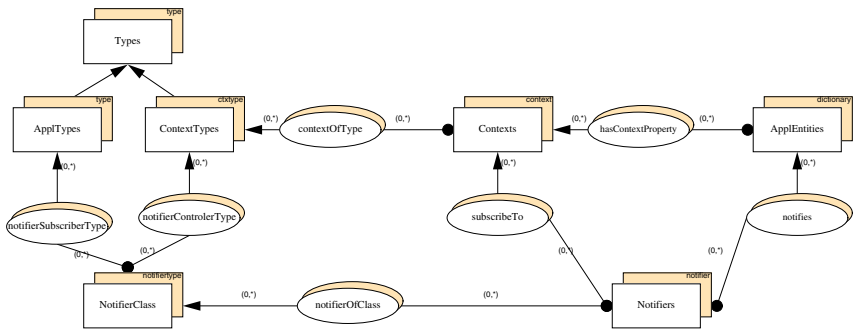 type
Types
type
ctxtype
context
dictionary
ApplTypes
ContextTypes
(0,*)
contextOfType
(0,*)
Contexts
(0,*)
hasContextProperty
(0,*)
ApplEntities
(0,*)
(0,*)
(0,*)
(0,*)
notifierSubscriberType
notifierControlerType
subscribeTo
notifies
(0,*)
(0,*)
(0,*)
(0,*)
notifiertype
notifier
NotifierClass
(0,*)
notifierOfClass
(0,*)
Notifiers